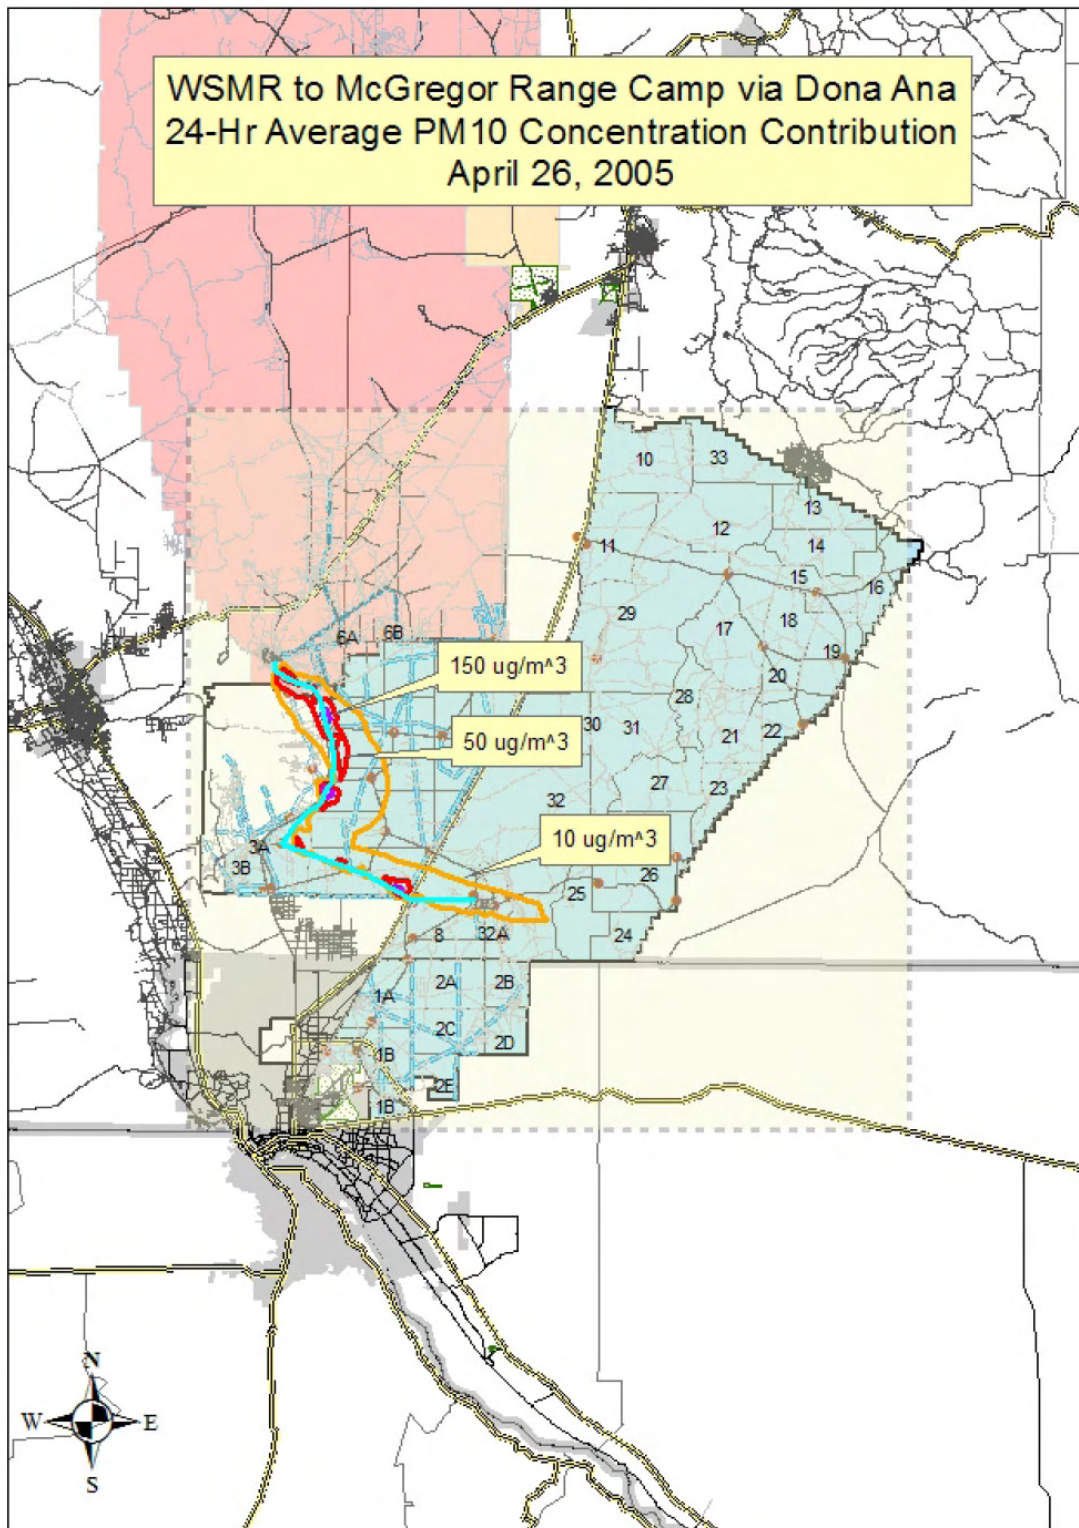 WSMR to McGregor Range Camp via Dona Ana
24-Hr Average PM10 Concentration Contribution
April 26, 2005
10
33
13
12
14
11
15
16
29
18
17
6A
6B
19
150 ug/m^3
20
28
30
31
21
22
50 ug/m^3
27
23
32
10 ug/m^3
3A
3B
26
25
8
32A
24
2A
2B
1A
2C
2D
1B
2E
1B
N
W
E
S